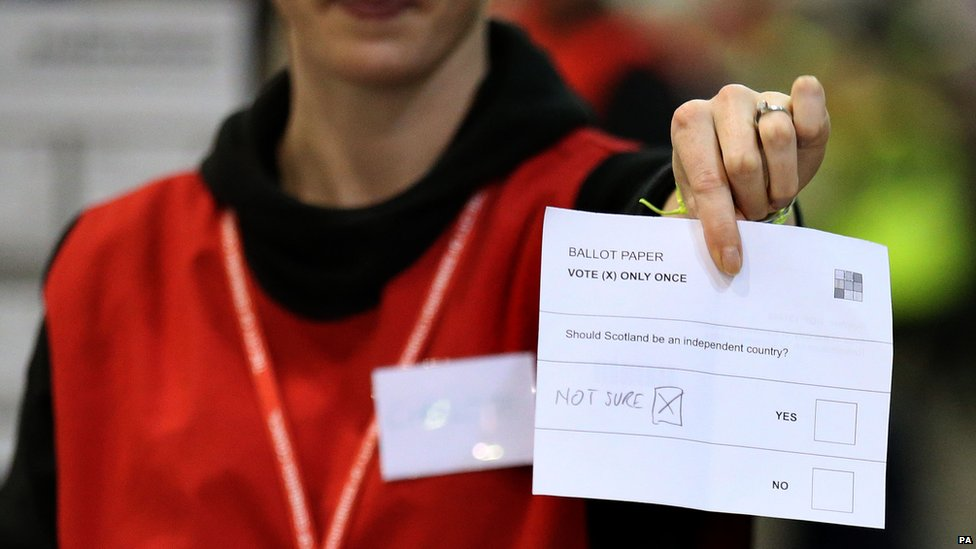 BALLOT PAPER
VOTE (X) ONLY ONCE
Should Scotland be an independent country?
NOT SURE X
YES
NO
PA